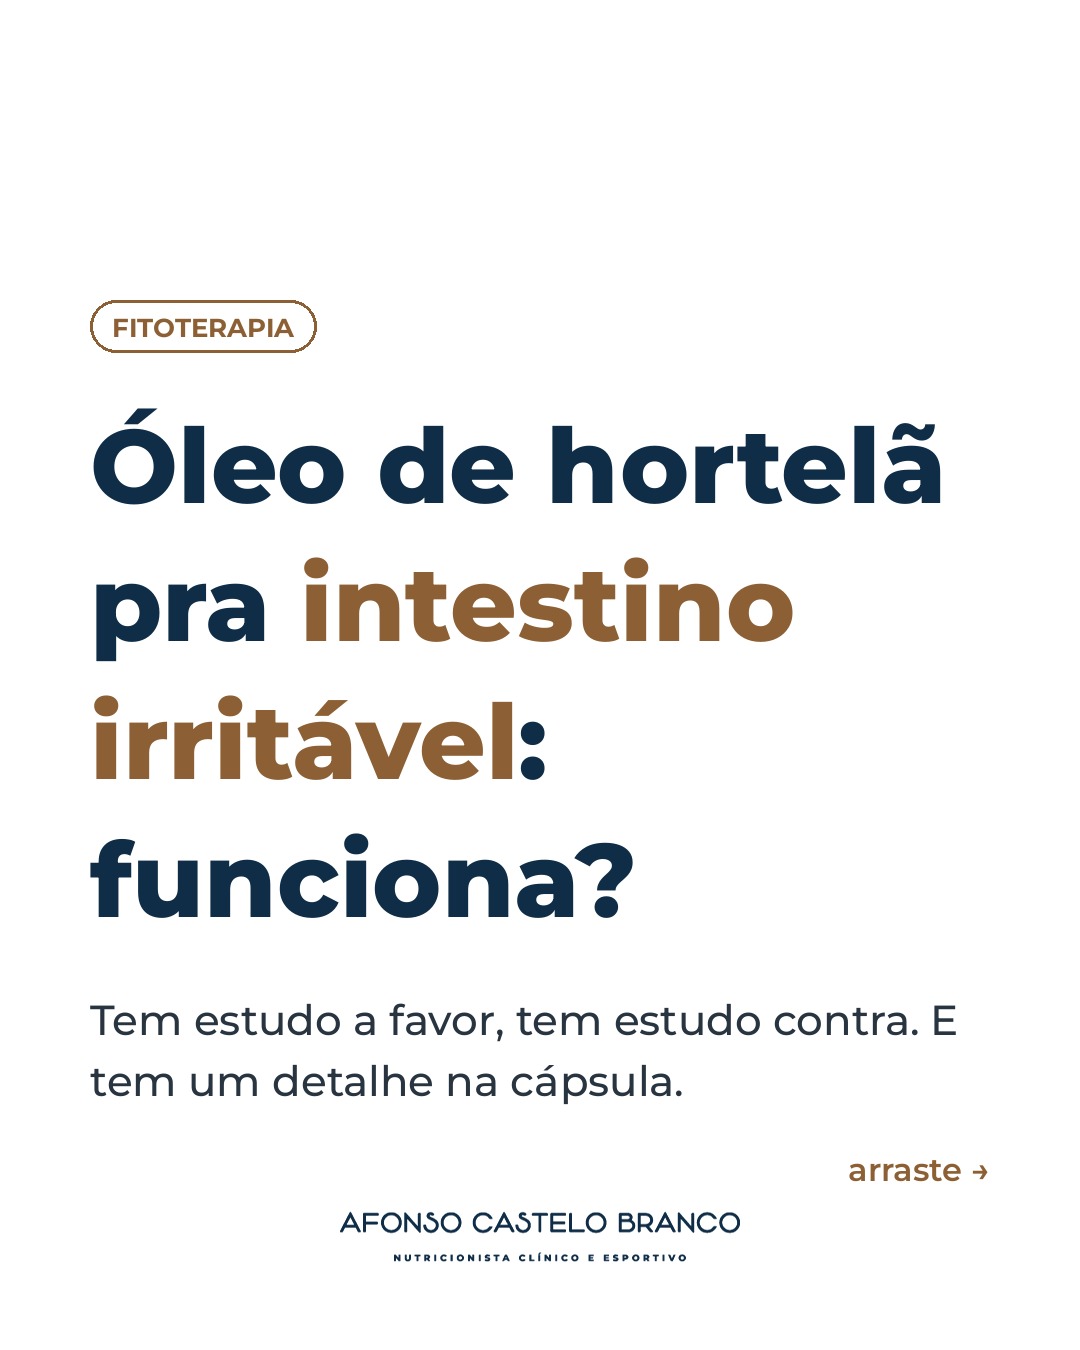 FITOTERAPIA
Óleo de hortelã
pra intestino
irritável:
funciona?
Tem estudo a favor, tem estudo contra. E
tem um detalhe na cápsula.
arraste →
AFONSO CASTELO BRANCO
NUTRICIONISTA CLÍNICO E ESPORTIVO